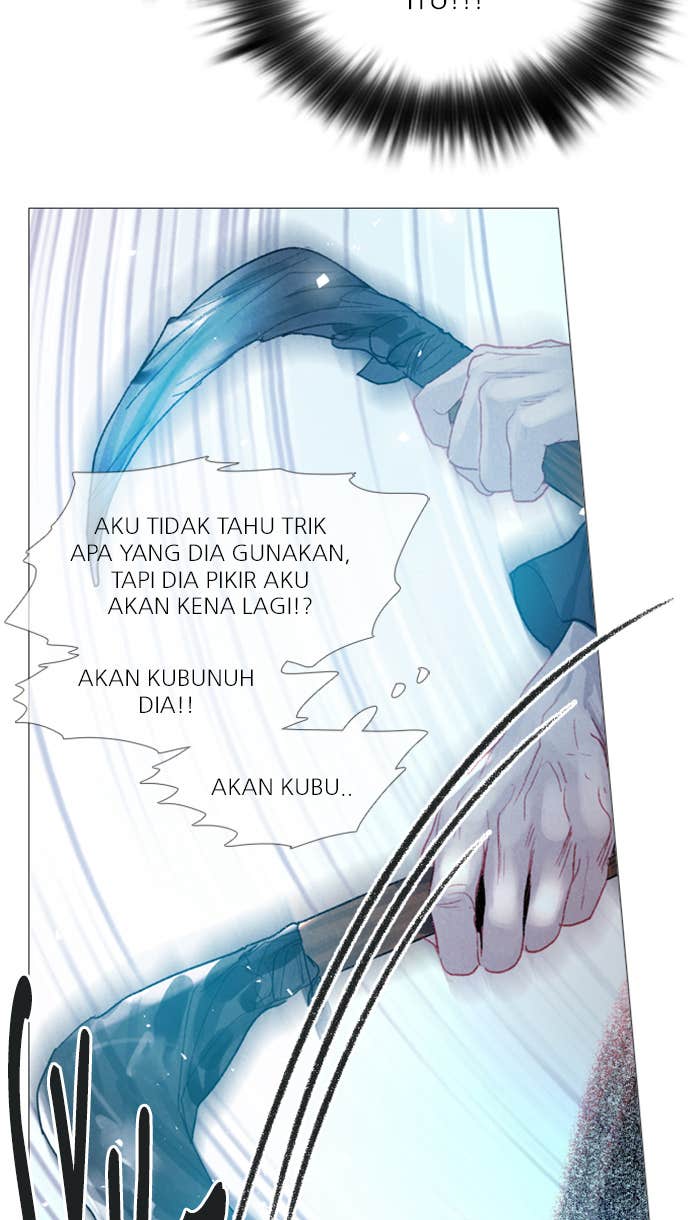 ITU!!!
AKU TIDAK TAHU TRIK
APA YANG DIA GUNAKAN,
TAPI DIA PIKIR AKU
AKAN KENA LAGI!?
AKAN KUBUNUH
DIA!!
AKAN KUBU..